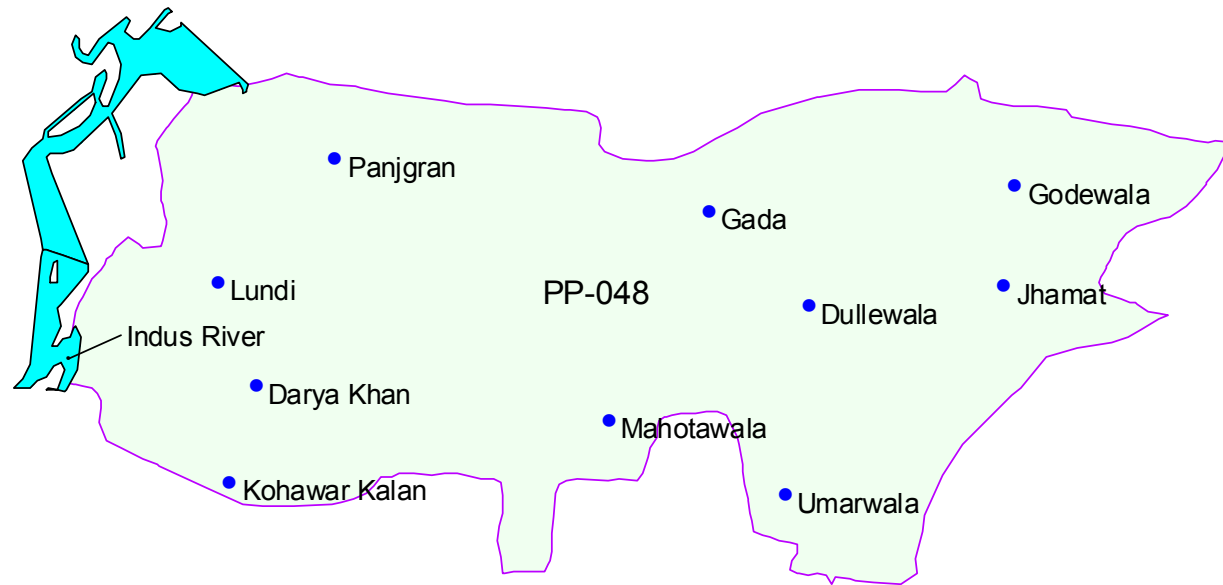 Panjgran
Godewala
Gada
Lundi
PP-048
Jhamat
Dullewala
Indus River
Darya Khan
Mahotawala
Kohawar Kalan
Umarwala